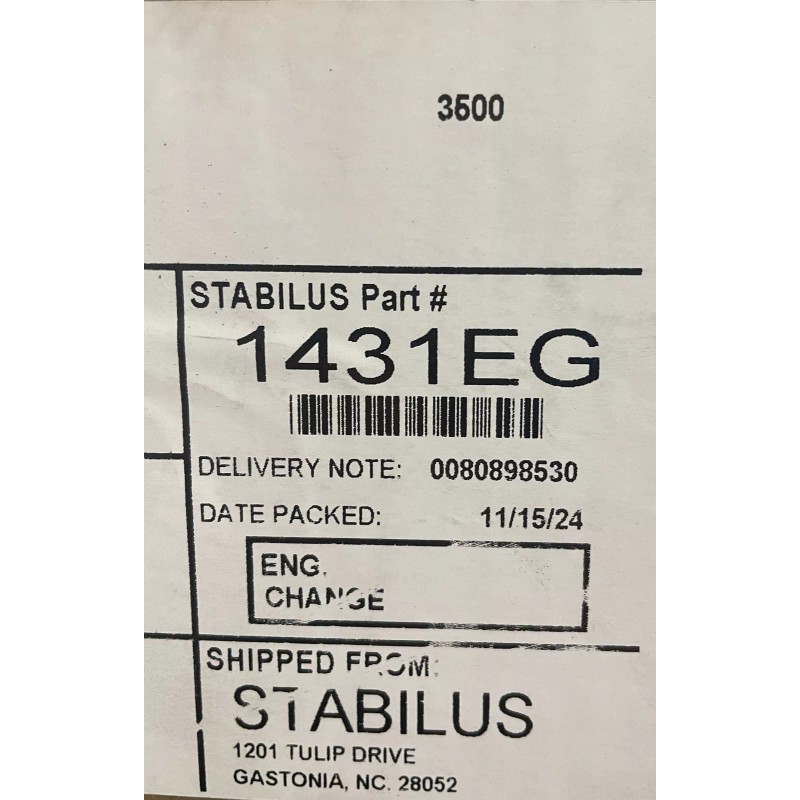 3500
STABILUS Part #
1431EG
DELIVERY NOTE: 0080898530
DATE PACKED: 11/15/24
ENG.
CHANGE
SHIPPED FROM:
STABILUS
1201 TULIP DRIVE
GASTONIA, NC. 28052